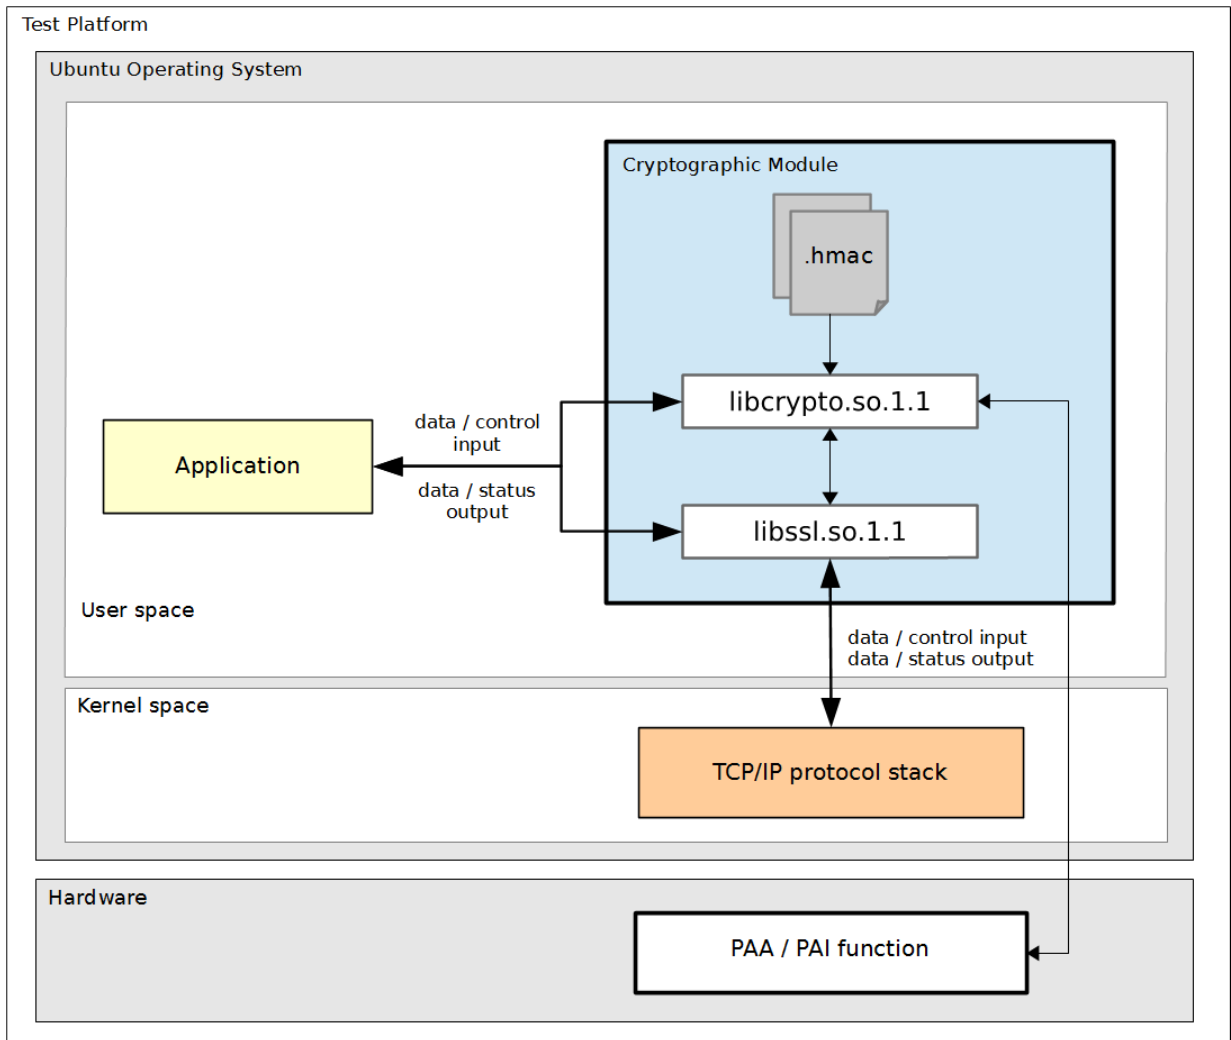 Test Platform
Ubuntu Operating System
Cryptographic Module
.hmac
libcrypto.so.1.1
data / control
input
Application
data / status
output
libssl.so.1.1
User space
data / control input
data / status output
Kernel space
TCP/IP protocol stack
Hardware
PAA / PAI function